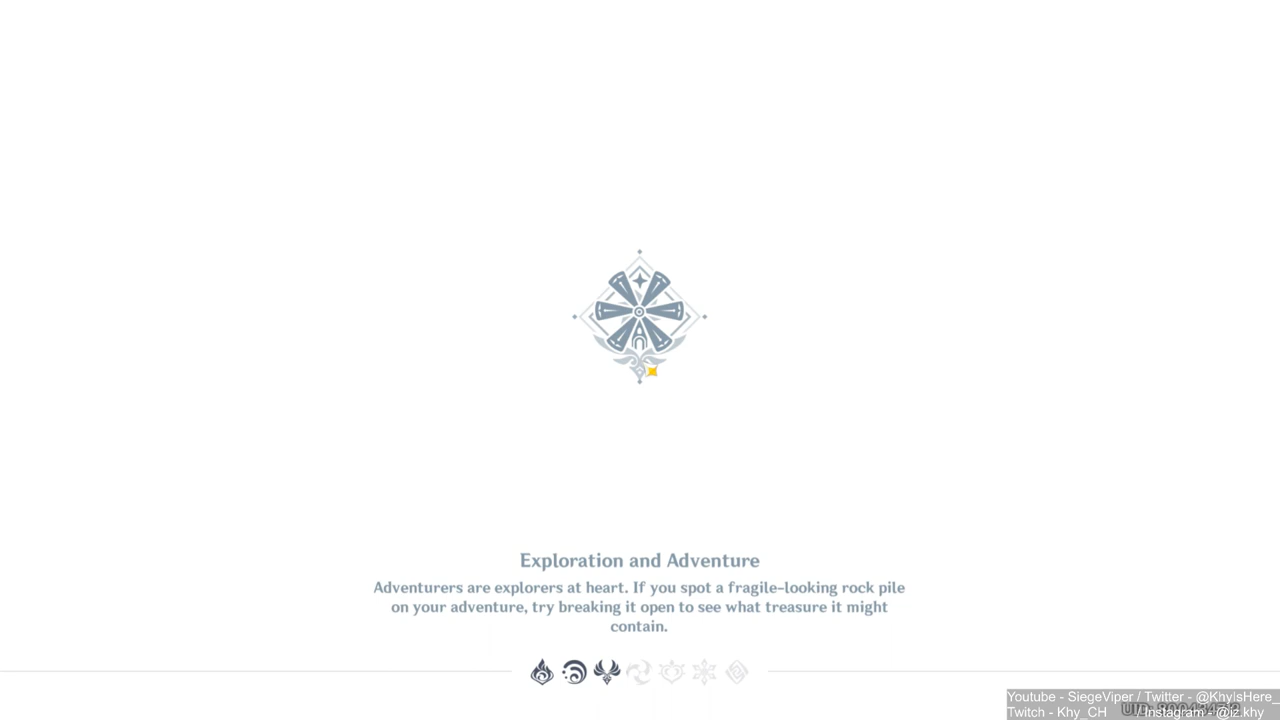 Exploration and Adventure
Adventurers are explorers at heart. If you spot a fragile-looking rock pile
on your adventure, try breaking it open to see what treasure it might
contain.
Youtube - SiegeViper / Twitter - @KhyIsHere_
Twitch - Khy_CH / Instagram - @iz.khy
UID: